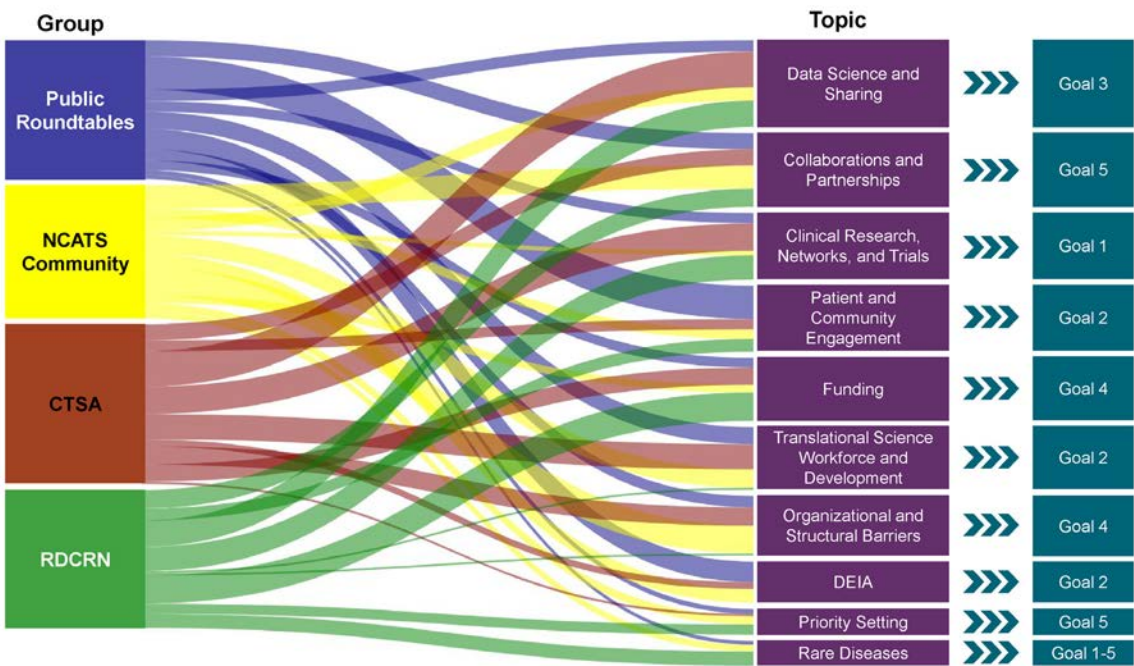 Group
Public
Roundtables
NCATS
Community
CTSA
RDCRN
Topic
Data Science and
Sharing
Collaborations and
Partnerships
Clinical Research,
Networks, and Trials
Patient and
Community
Engagement
Funding
Translational Science
Workforce and
Development
Organizational and
Structural Barriers
DEIA
Priority Setting
Rare Diseases
Goal 3
Goal 5
Goal 1
Goal 2
Goal 4
Goal 2
Goal 4
Goal 2
Goal 5
Goal 1-5